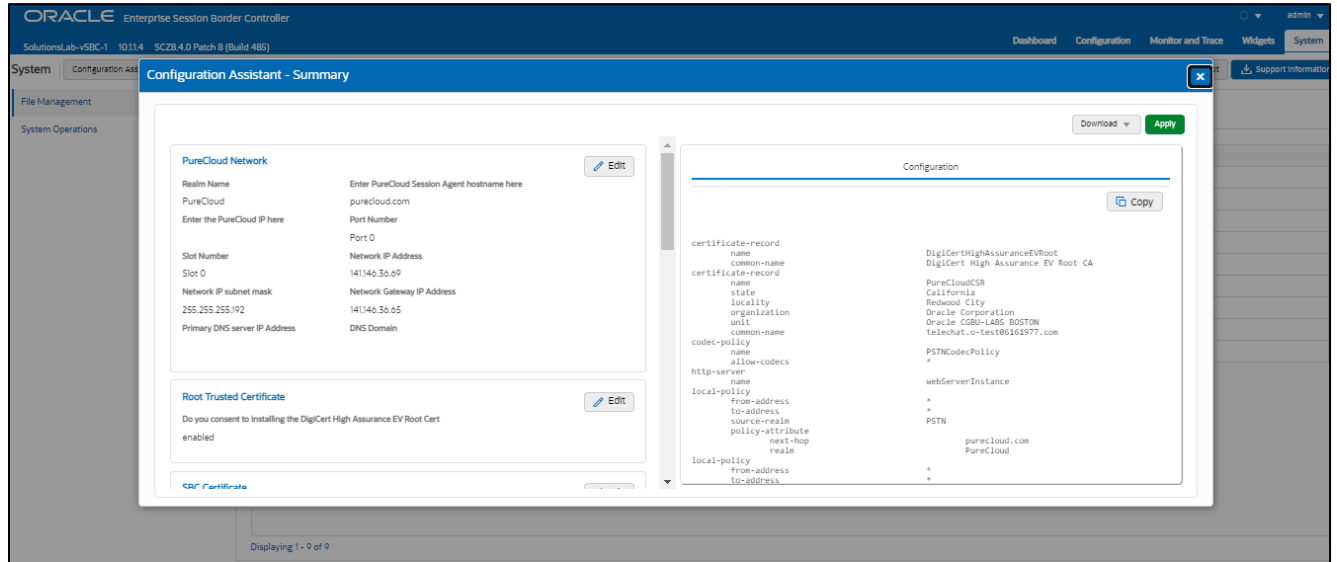 ORACLE Enterprise Session Border Controller
admin
SolutionsLab-vSBC-1 10.1.1.4 SCZ8.4.0 Patch 8 (Build 485)
Dashboard Configuration Monitor and Trace Widgets System
System Configuration Ass
Support Information
File Management
System Operations
Configuration Assistant - Summary
Download Apply
PureCloud Network
Edit
Realm Name Enter PureCloud Session Agent hostname here
PureCloud purecloud.com
Enter the PureCloud IP here Port Number
Port 0
Slot Number Network IP Address
Slot 0 141.146.36.69
Network IP subnet mask Network Gateway IP Address
255.255.255.192 141.146.36.65
Primary DNS server IP Address DNS Domain
Root Trusted Certificate
Edit
Do you consent to installing the DigiCert High Assurance EV Root Cert
enabled
SBC Certificate
Configuration
Copy
certificate-record
name DigiCertHighAssuranceEVRoot
common-name DigiCert High Assurance EV Root CA
certificate-record
name PureCloudCSR
state California
locality Redwood City
organization Oracle Corporation
unit Oracle CGBU-LABS BOSTON
common-name telechat.o-test06161977.com
codec-policy
name PSTNCodecPolicy
allow-codecs *
http-server
name webServerInstance
local-policy
from-address *
to-address *
source-realm PSTN
policy-attribute
next-hop purecloud.com
realm PureCloud
local-policy
from-address *
to-address *
Displaying 1 - 9 of 9